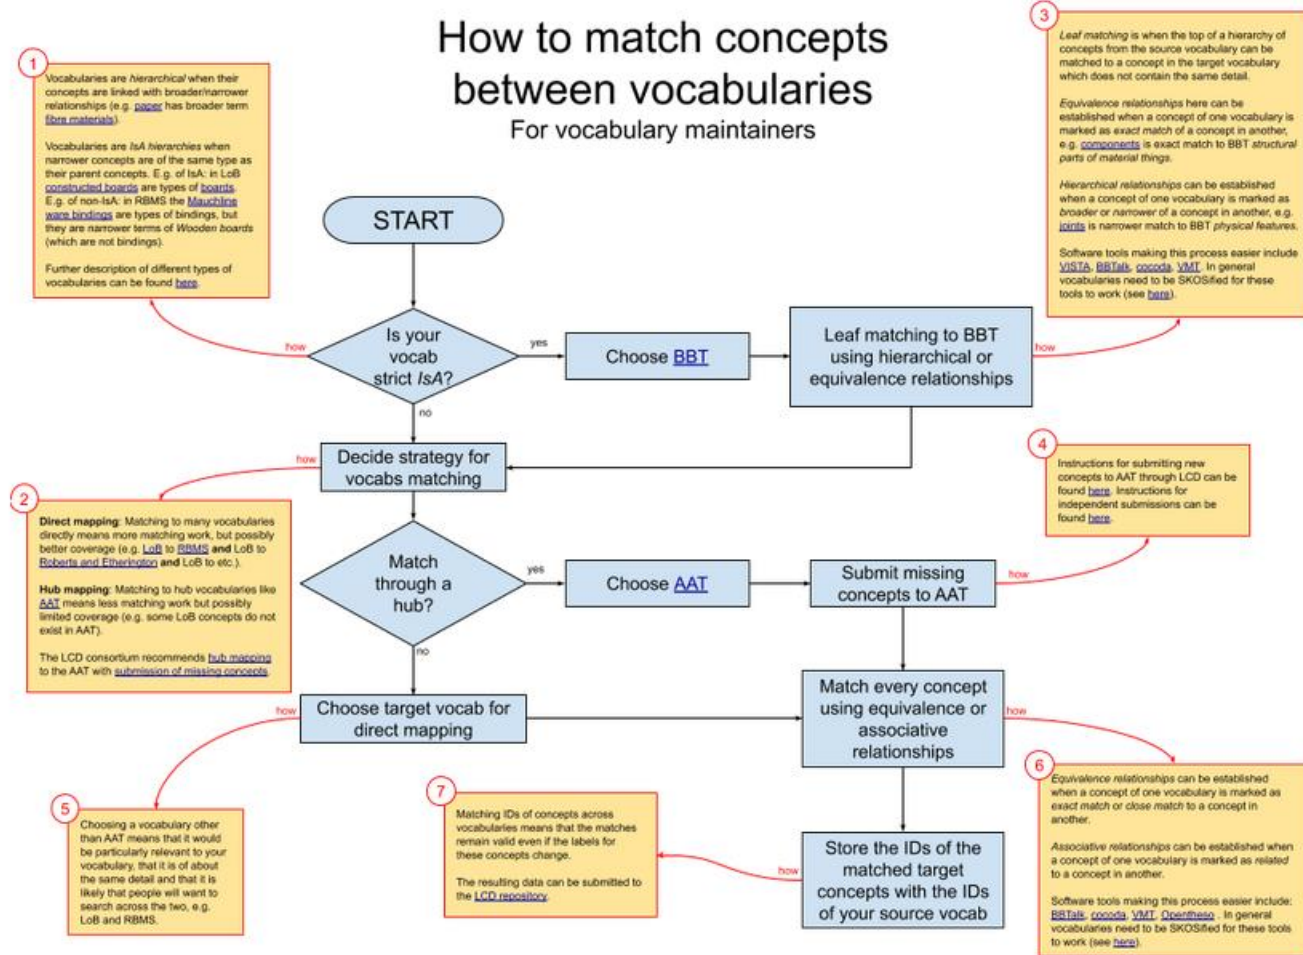 How to match concepts
between vocabularies
For vocabulary maintainers
1
Vocabularies are hierarchical when their
concepts are linked with broader/narrower
relationships (e.g. paper has broader term
fibre materials).
Vocabularies are IsA hierarchies when
narrower concepts are of the same type as
their parent concepts. E.g. of IsA: in LoB
constructed boards are types of boards.
E.g. of non-IsA: in RBMS the Mauchline
ware bindings are types of bindings, but
they are narrower terms of Wooden boards
(which are not bindings).
Further description of different types of
vocabularies can be found here.
3
Leaf matching is when the top of a hierarchy of
concepts from the source vocabulary can be
matched to a concept in the target vocabulary
which does not contain the same detail.
Equivalence relationships here can be
established when a concept of one vocabulary is
marked as exact match of a concept in another,
e.g. components is exact match to BBT structural
parts of material things.
Hierarchical relationships can be established
when a concept of one vocabulary is marked as
broader or narrower of a concept in another, e.g.
joints is narrower match to BBT physical features.
Software tools making this process easier include
VISTA, BBTalk, cocoda, VMT. In general
vocabularies need to be SKOSified for these
tools to work (see here).
START
how
Is your
vocab
strict IsA?
yes
Choose BBT
Leaf matching to BBT
using hierarchical or
equivalence relationships
how
no
how
Decide strategy for
vocabs matching
2
Direct mapping: Matching to many vocabularies
directly means more matching work, but possibly
better coverage (e.g. LoB to RBMS and LoB to
Roberts and Etherington and LoB to etc.).
Hub mapping: Matching to hub vocabularies like
AAT means less matching work but possibly
limited coverage (e.g. some LoB concepts do not
exist in AAT).
The LCD consortium recommends hub mapping
to the AAT with submission of missing concepts.
4
Instructions for submitting new
concepts to AAT through LCD can be
found here. Instructions for
independent submissions can be
found here.
Match
through a
hub?
yes
Choose AAT
Submit missing
concepts to AAT
how
no
how
Choose target vocab for
direct mapping
Match every concept
using equivalence or
associative
relationships
how
5
Choosing a vocabulary other
than AAT means that it would
be particularly relevant to your
vocabulary, that it is of about
the same detail and that it is
likely that people will want to
search across the two, e.g.
LoB and RBMS.
7
Matching IDs of concepts across
vocabularies means that the matches
remain valid even if the labels for
these concepts change.
The resulting data can be submitted to
the LCD repository.
how
Store the IDs of the
matched target
concepts with the IDs
of your source vocab
6
Equivalence relationships can be established
when a concept of one vocabulary is marked as
exact match or close match to a concept in
another.
Associative relationships can be established when
a concept of one vocabulary is marked as related
to a concept in another.
Software tools making this process easier include:
BBTalk, cocoda, VMT, Opentheso . In general
vocabularies need to be SKOSified for these tools
to work (see here).